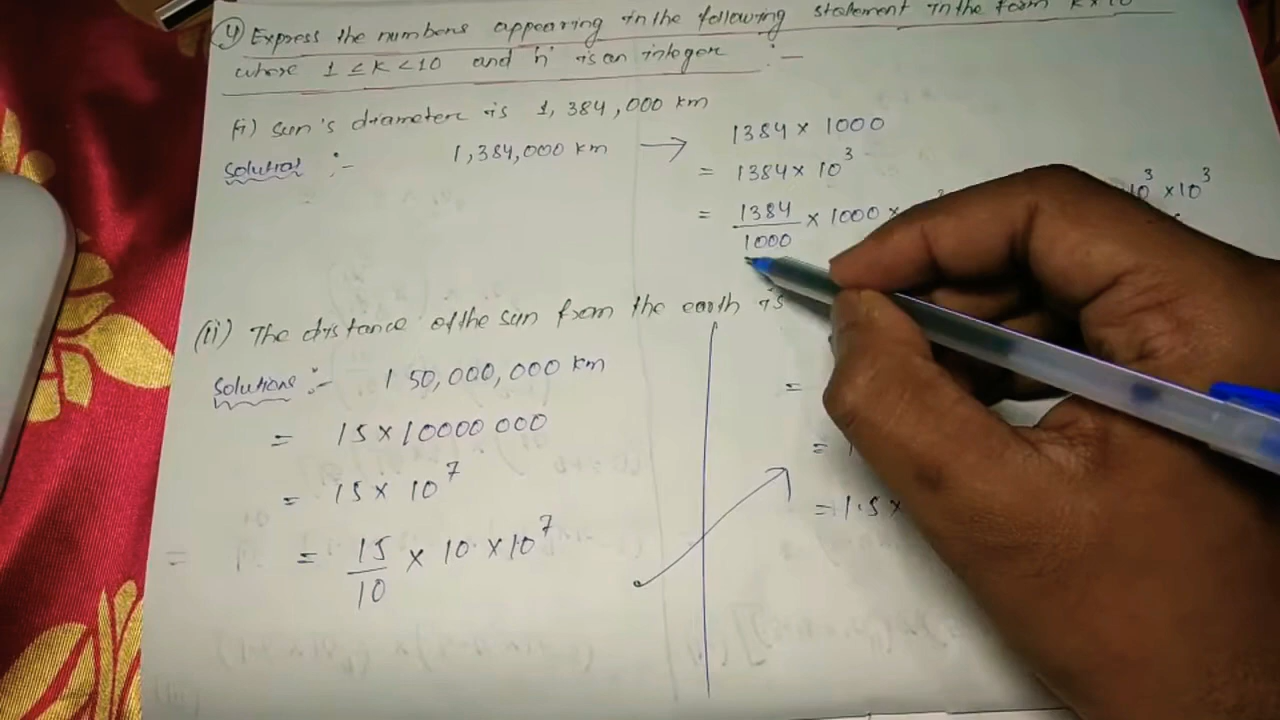 4) Express the numbers appearing in the following statement in the form K×10
where 1 ≤ K < 10 and 'n' is an integer :-
(i) Sun's diameter is 1,384,000 km
Solution :- 1,384,000 km → 1384 × 1000
= 1384 × 10³
= 1384/1000 × 1000 ×
10³ × 10³
(ii) The distance of the sun from the earth is
Solutions :- 150,000,000 km
= 15 × 10000000
= 15 × 10⁷
= 15/10 × 10 × 10⁷
=
=
= 1.5 ×